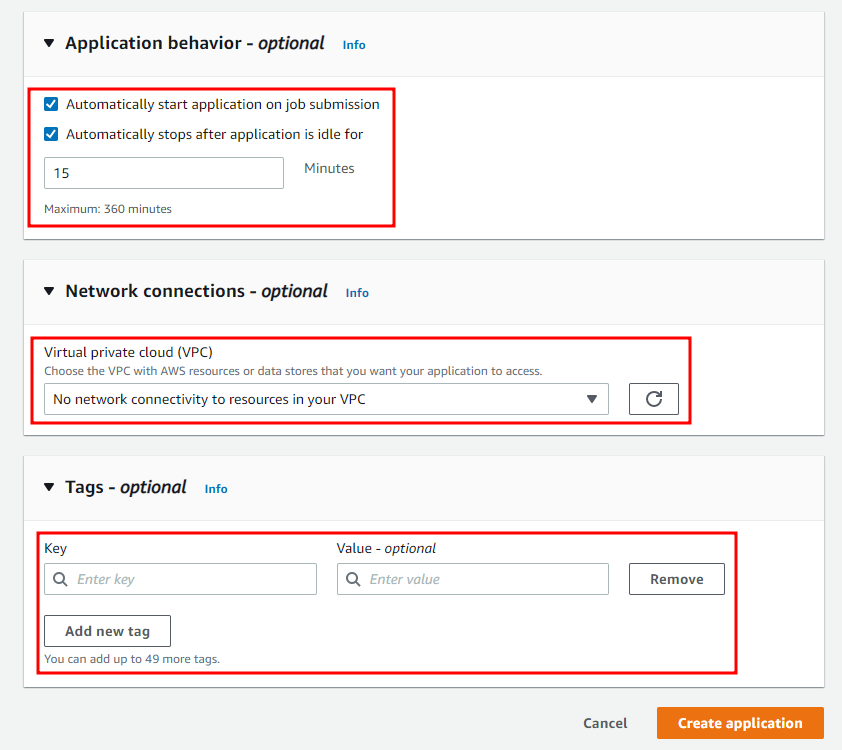 Application behavior - optional Info
Automatically start application on job submission
Automatically stops after application is idle for
15 Minutes
Maximum: 360 minutes
Network connections - optional Info
Virtual private cloud (VPC)
Choose the VPC with AWS resources or data stores that you want your application to access.
No network connectivity to resources in your VPC
Tags - optional Info
Key Value - optional
Enter key Enter value Remove
Add new tag
You can add up to 49 more tags.
Cancel Create application